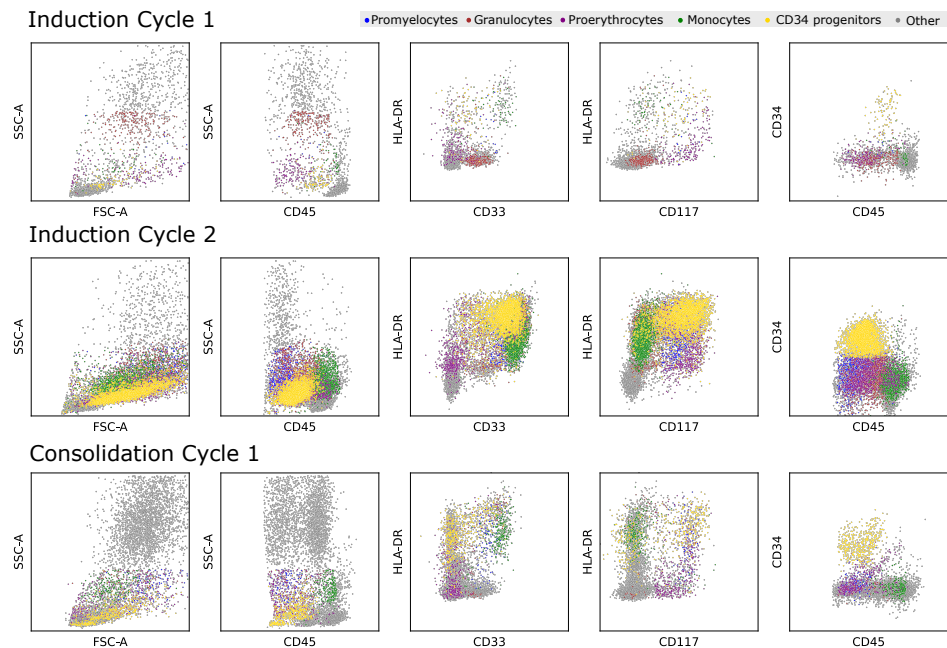 Induction Cycle 1
Promyelocytes Granulocytes Proerythrocytes Monocytes CD34 progenitors Other
SSC-A SSC-A HLA-DR HLA-DR CD34
FSC-A CD45 CD33 CD117 CD45
Induction Cycle 2
SSC-A SSC-A HLA-DR HLA-DR CD34
FSC-A CD45 CD33 CD117 CD45
Consolidation Cycle 1
SSC-A SSC-A HLA-DR HLA-DR CD34
FSC-A CD45 CD33 CD117 CD45